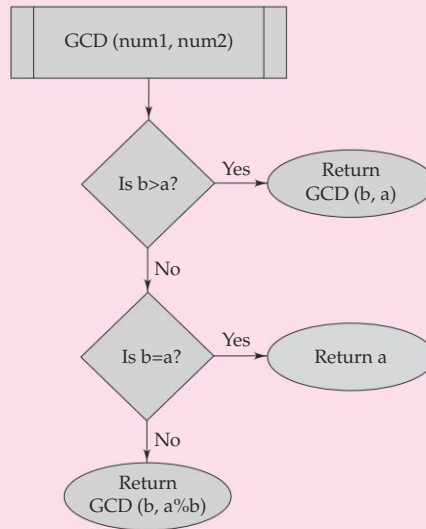 GCD (num1, num2)
Is b>a?
Yes
Return
GCD (b, a)
No
Is b=a?
Yes
Return a
No
Return
GCD (b, a%b)